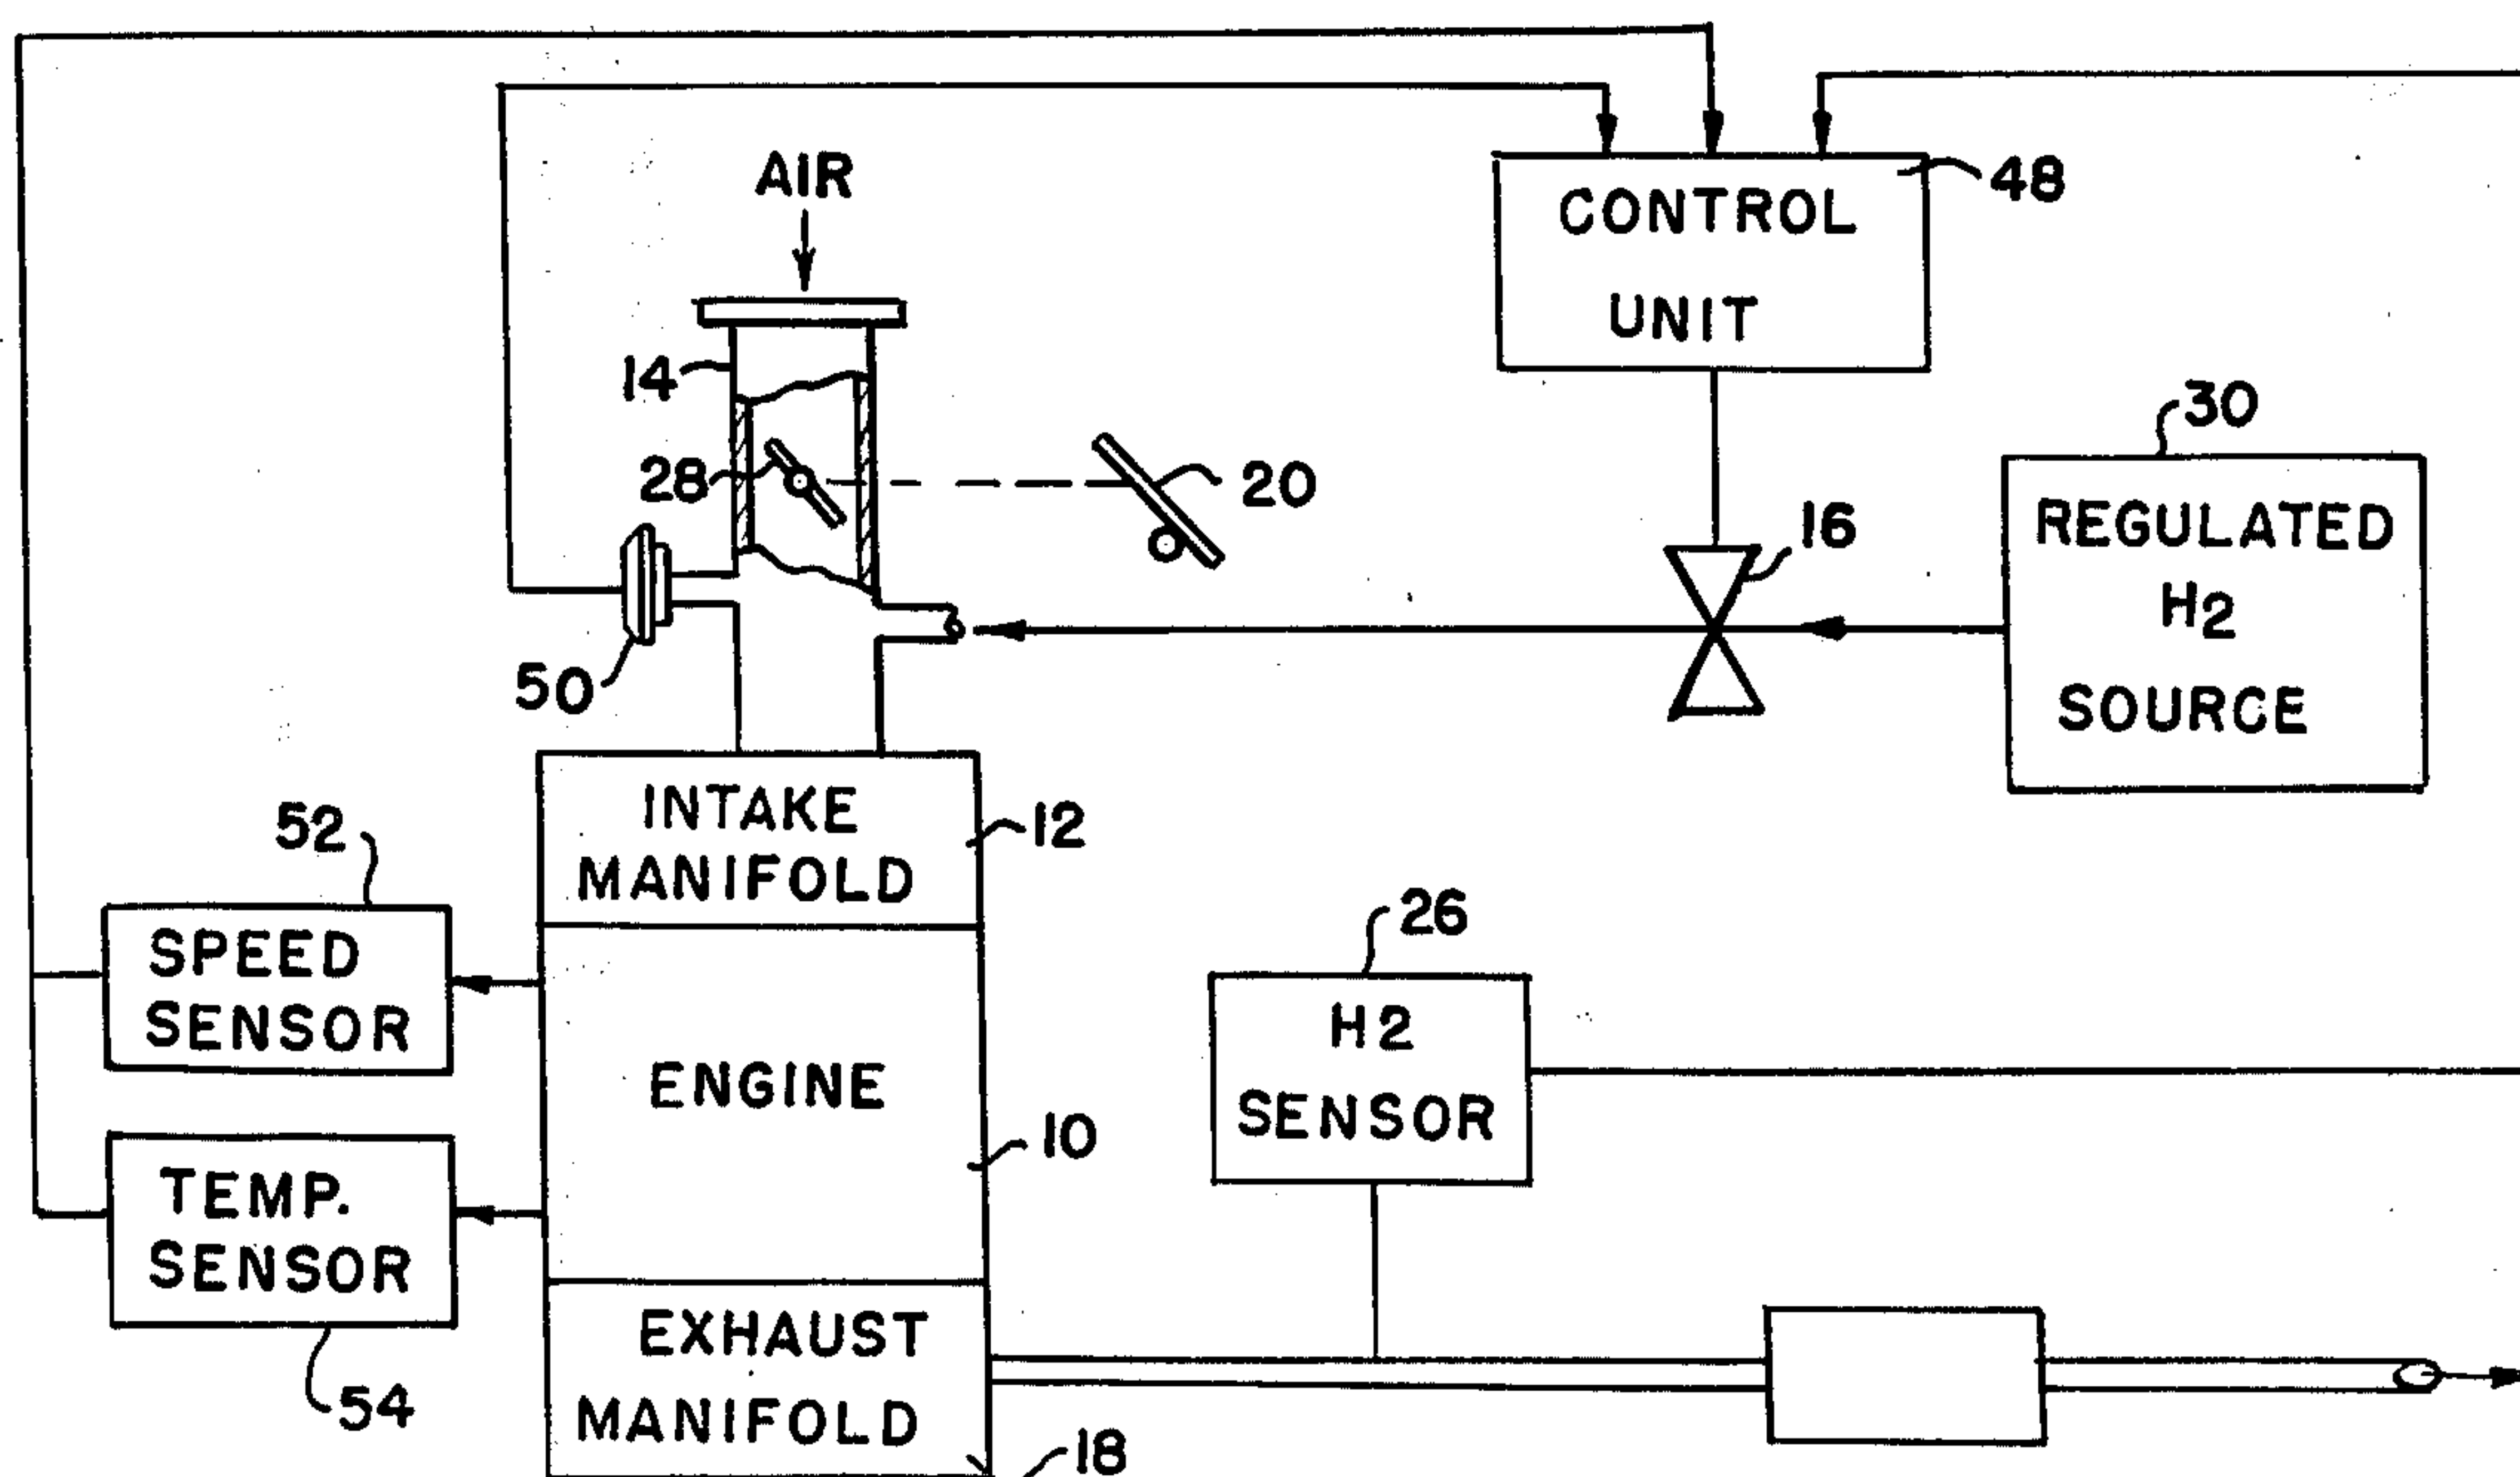 AIR
CONTROL
UNIT
48
14
28
20
30
16
REGULATED
H2
SOURCE
50
INTAKE
MANIFOLD
12
52
SPEED
SENSOR
26
H2
SENSOR
ENGINE
10
TEMP.
SENSOR
54
EXHAUST
MANIFOLD
18